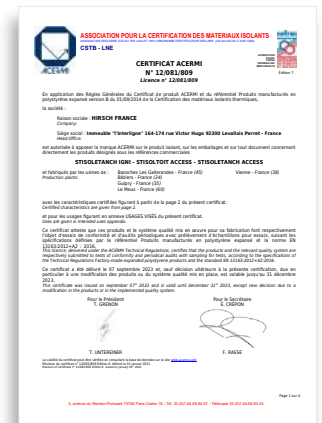 ASSOCIATION POUR LA CERTIFICATION DES MATERIAUX ISOLANTS
CSTB - LNE
ACERMI
CERTIFICAT ACERMI
N° 12/081/809
Licence n° 12/081/809
Edition 7
En application des Règles Générales du Certificat de produit ACERMI et du référentiel Produits manufacturés en
polystyrène expansé version B du 01/09/2014 de la Certification des matériaux isolants thermiques,
la société :
Raison sociale : HIRSCH FRANCE
Company:
Siège social : Immeuble "l'Intérigne" 164-174 rue Victor Hugo 92300 Levallois Perret - France
Head Office:
est autorisée à apposer la marque ACERMI sur le produit isolant, sur les emballages et sur tout document concernant
directement les produits désignés sous les références commerciales.
STISOLETANCH IGNI - STISOLTOIT ACCESS - STISOLETANCH ACCESS
et fabriqués par les usines de :
Production plants:
Bazoches Les Gallerandes - France (45)
Béziers - France (34)
Gulpry - France (35)
Le Meux - France (60)
Vienne - France (38)
avec les caractéristiques certifiées figurant à partir de la page 2 du présent certificat.
Certified characteristics are given from page 2.
et pour les usages figurant en annexe USAGES VISÉS du présent certificat.
Uses are given in intended uses appendix.
Ce certificat atteste que ces produits et le système qualité mis en œuvre pour sa fabrication font respectivement
l'objet d'essais de conformité et d'audits périodiques avec prélèvement d'échantillons pour essais, suivant les
spécifications définies par le référentiel Produits manufacturés en polystyrène expansé et la norme EN
13163:2012+A2 : 2016.
This licence, delivered under the ACERMI Technical Regulations, certifies that the products and the relevant quality system are
respectively submitted to tests of conformity and periodical audits with sampling for tests, according to the specifications of
the Technical Regulations Factory-made expanded polystyrene products and the standard EN 13163:2012+A2:2016.
Ce certificat a été délivré le 07 septembre 2023 et, sauf décision ultérieure à la présente certification, due en
particulier à une modification des produits ou du système qualité mis en place, est valable jusqu'au 31 décembre
2023.
This certificate was issued on september 07th 2023 and is valid until december 31st 2023, except new decision due to a
modification in the products or in the implemented quality system.
Pour le Président
T. GRENON
Pour le Secrétaire
E. CRÉPON
T. UNTEREINER
F. RASSE
Page 1 sur 5
4, avenue du Recteur-Poincaré 75782 Paris Cedex 16